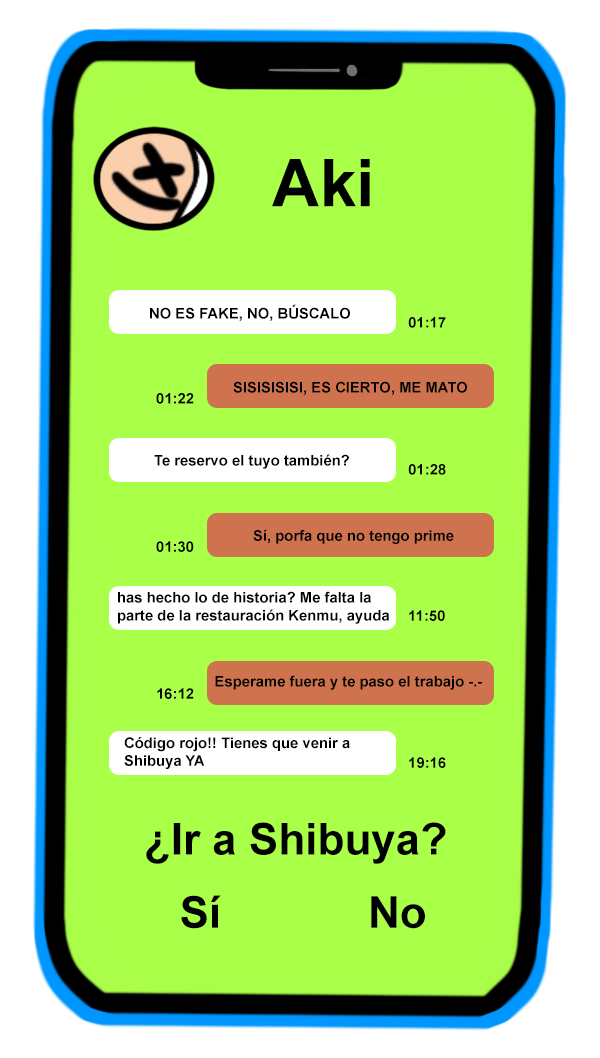 Aki
NO ES FAKE, NO, BÚSCALO
01:17
SISISISISI, ES CIERTO, ME MATO
01:22
Te reservo el tuyo también?
01:28
Sí, porfa que no tengo prime
01:30
has hecho lo de historia? Me falta la
parte de la restauración Kenmu, ayuda
11:50
Esperame fuera y te paso el trabajo -.-
16:12
Código rojo!! Tienes que venir a
Shibuya YA
19:16
¿Ir a Shibuya?
Sí No